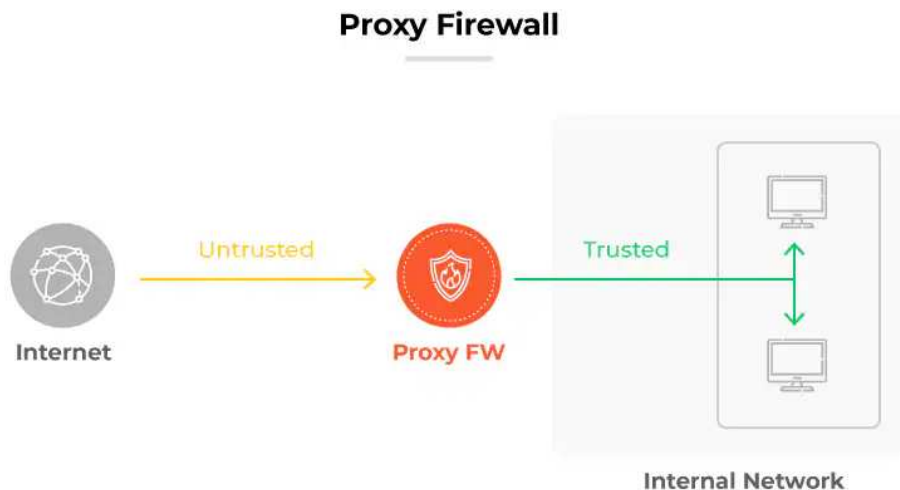 Proxy Firewall
Untrusted
Trusted
Internet
Proxy FW
Internal Network